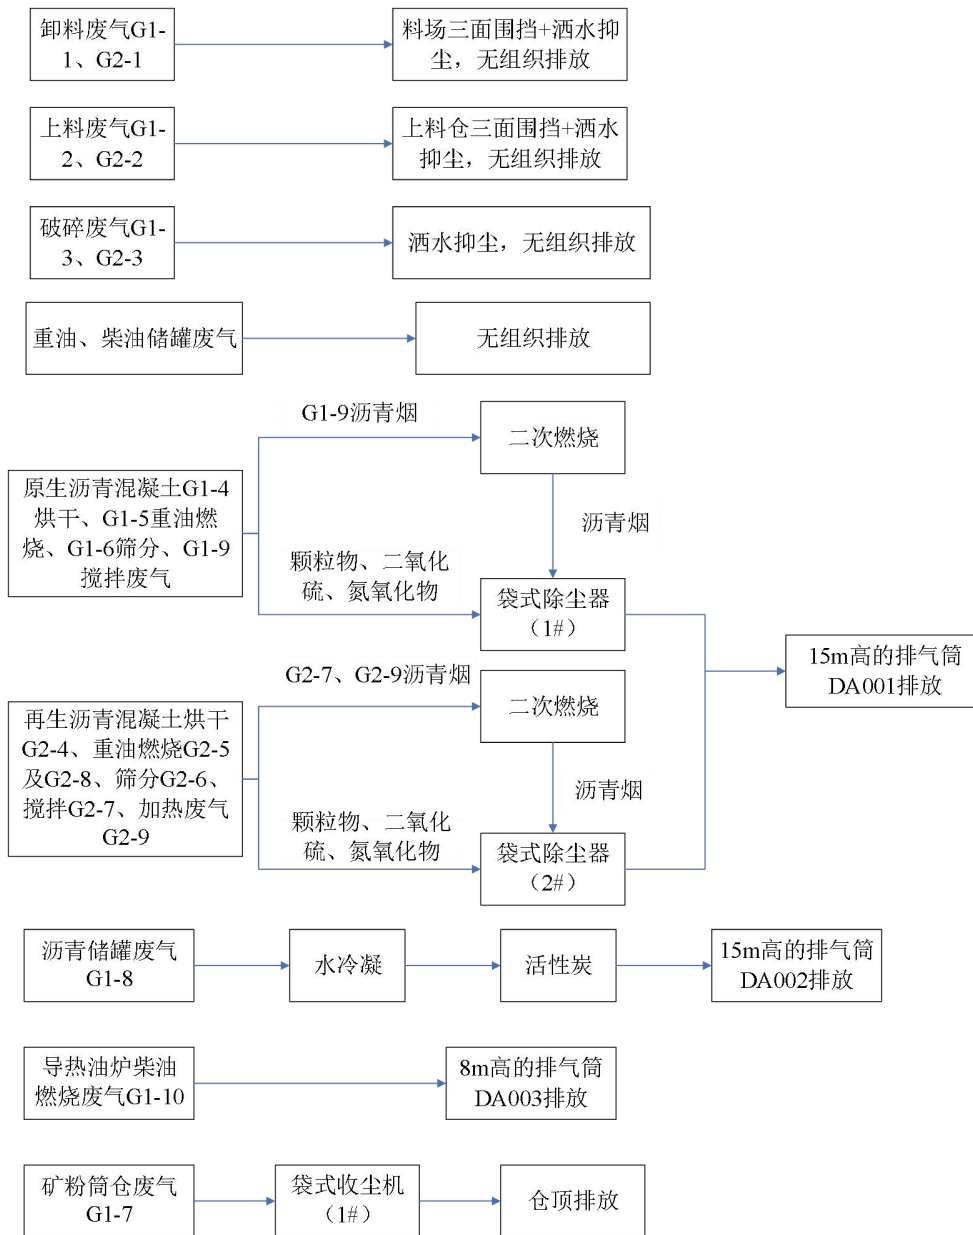 卸料废气G1-
1、G2-1
料场三面围挡+洒水抑
尘，无组织排放
上料废气G1-
2、G2-2
上料仓三面围挡+洒水
抑尘，无组织排放
破碎废气G1-
3、G2-3
洒水抑尘，无组织排放
重油、柴油储罐废气
无组织排放
G1-9沥青烟
二次燃烧
原生沥青混凝土G1-4
烘干、G1-5重油燃
烧、G1-6筛分、G1-9
搅拌废气
沥青烟
颗粒物、二氧化
硫、氮氧化物
袋式除尘器
（1#）
15m高的排气筒
DA001排放
G2-7、G2-9沥青烟
二次燃烧
再生沥青混凝土烘干
G2-4、重油燃烧G2-5
及G2-8、筛分G2-6、
搅拌G2-7、加热废气
G2-9
沥青烟
颗粒物、二氧化
硫、氮氧化物
袋式除尘器
（2#）
沥青储罐废气
G1-8
水冷凝
活性炭
15m高的排气筒
DA002排放
导热油炉柴油
燃烧废气G1-10
8m高的排气筒
DA003排放
矿粉筒仓废气
G1-7
袋式收尘机
（1#）
仓顶排放